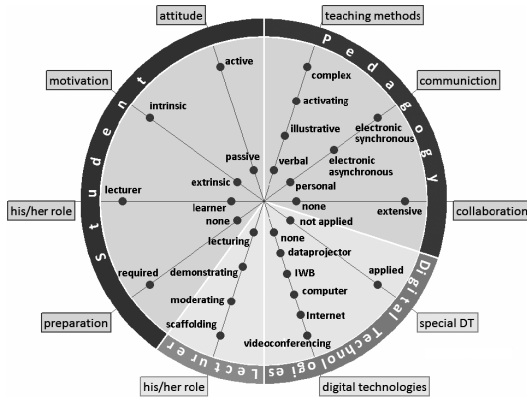 attitude
teaching methods
motivation
communiction
his/her role
collaboration
preparation
special DT
his/her role
digital technologies
Student
Pedagogy
Digital Technologies
Lecturer
active
complex
activating
intrinsic
illustrative
electronic
synchronous
passive
verbal
electronic
asynchronous
extrinsic
personal
lecturer
learner
none
extensive
none
not applied
lecturing
none
dataprojector
required
demonstrating
IWB
applied
moderating
computer
scaffolding
Internet
videoconferencing